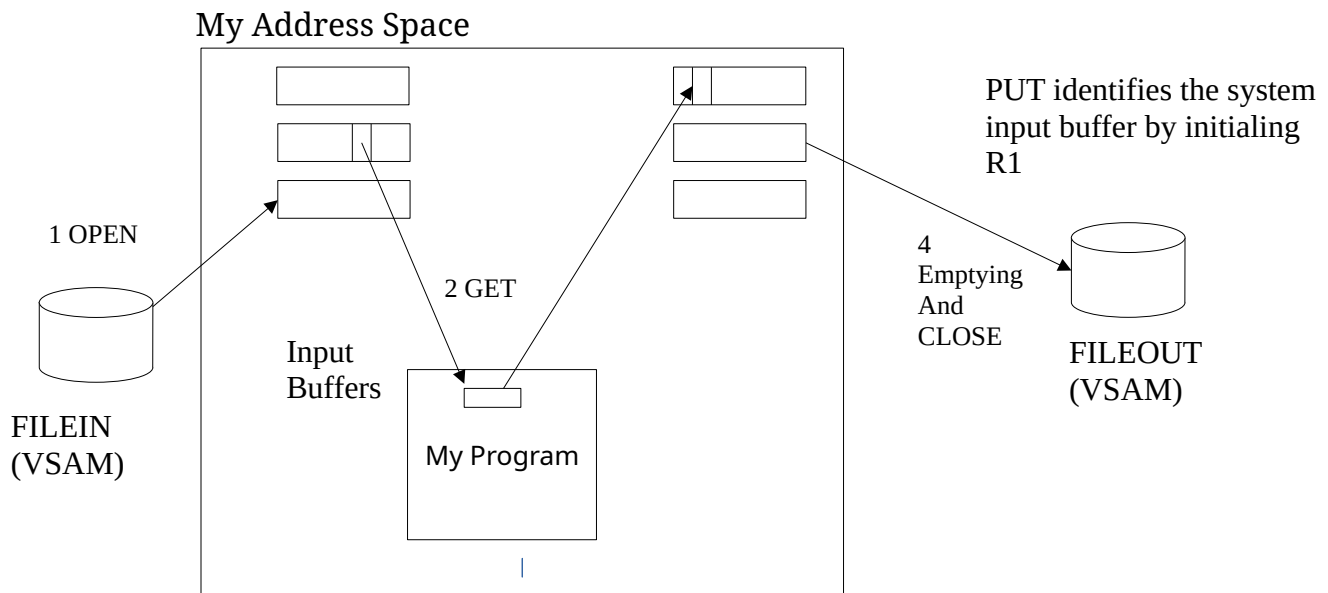 My Address Space
PUT identifies the system
input buffer by initialing
R1
1 OPEN
4
Emptying
And
CLOSE
2 GET
Input
Buffers
FILEOUT
(VSAM)
FILEIN
(VSAM)
My Program